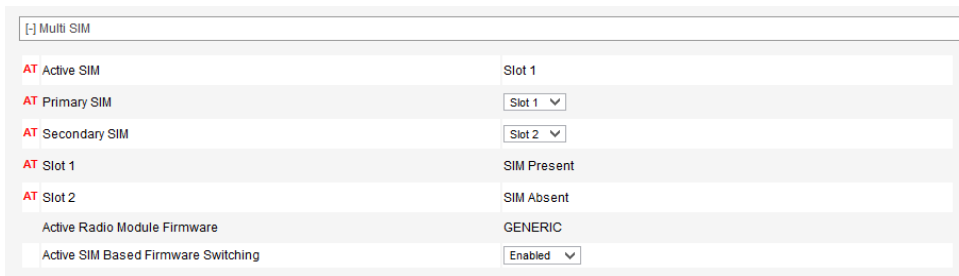 [-] Multi SIM
AT Active SIM Slot 1
AT Primary SIM Slot 1
AT Secondary SIM Slot 2
AT Slot 1 SIM Present
AT Slot 2 SIM Absent
Active Radio Module Firmware GENERIC
Active SIM Based Firmware Switching Enabled